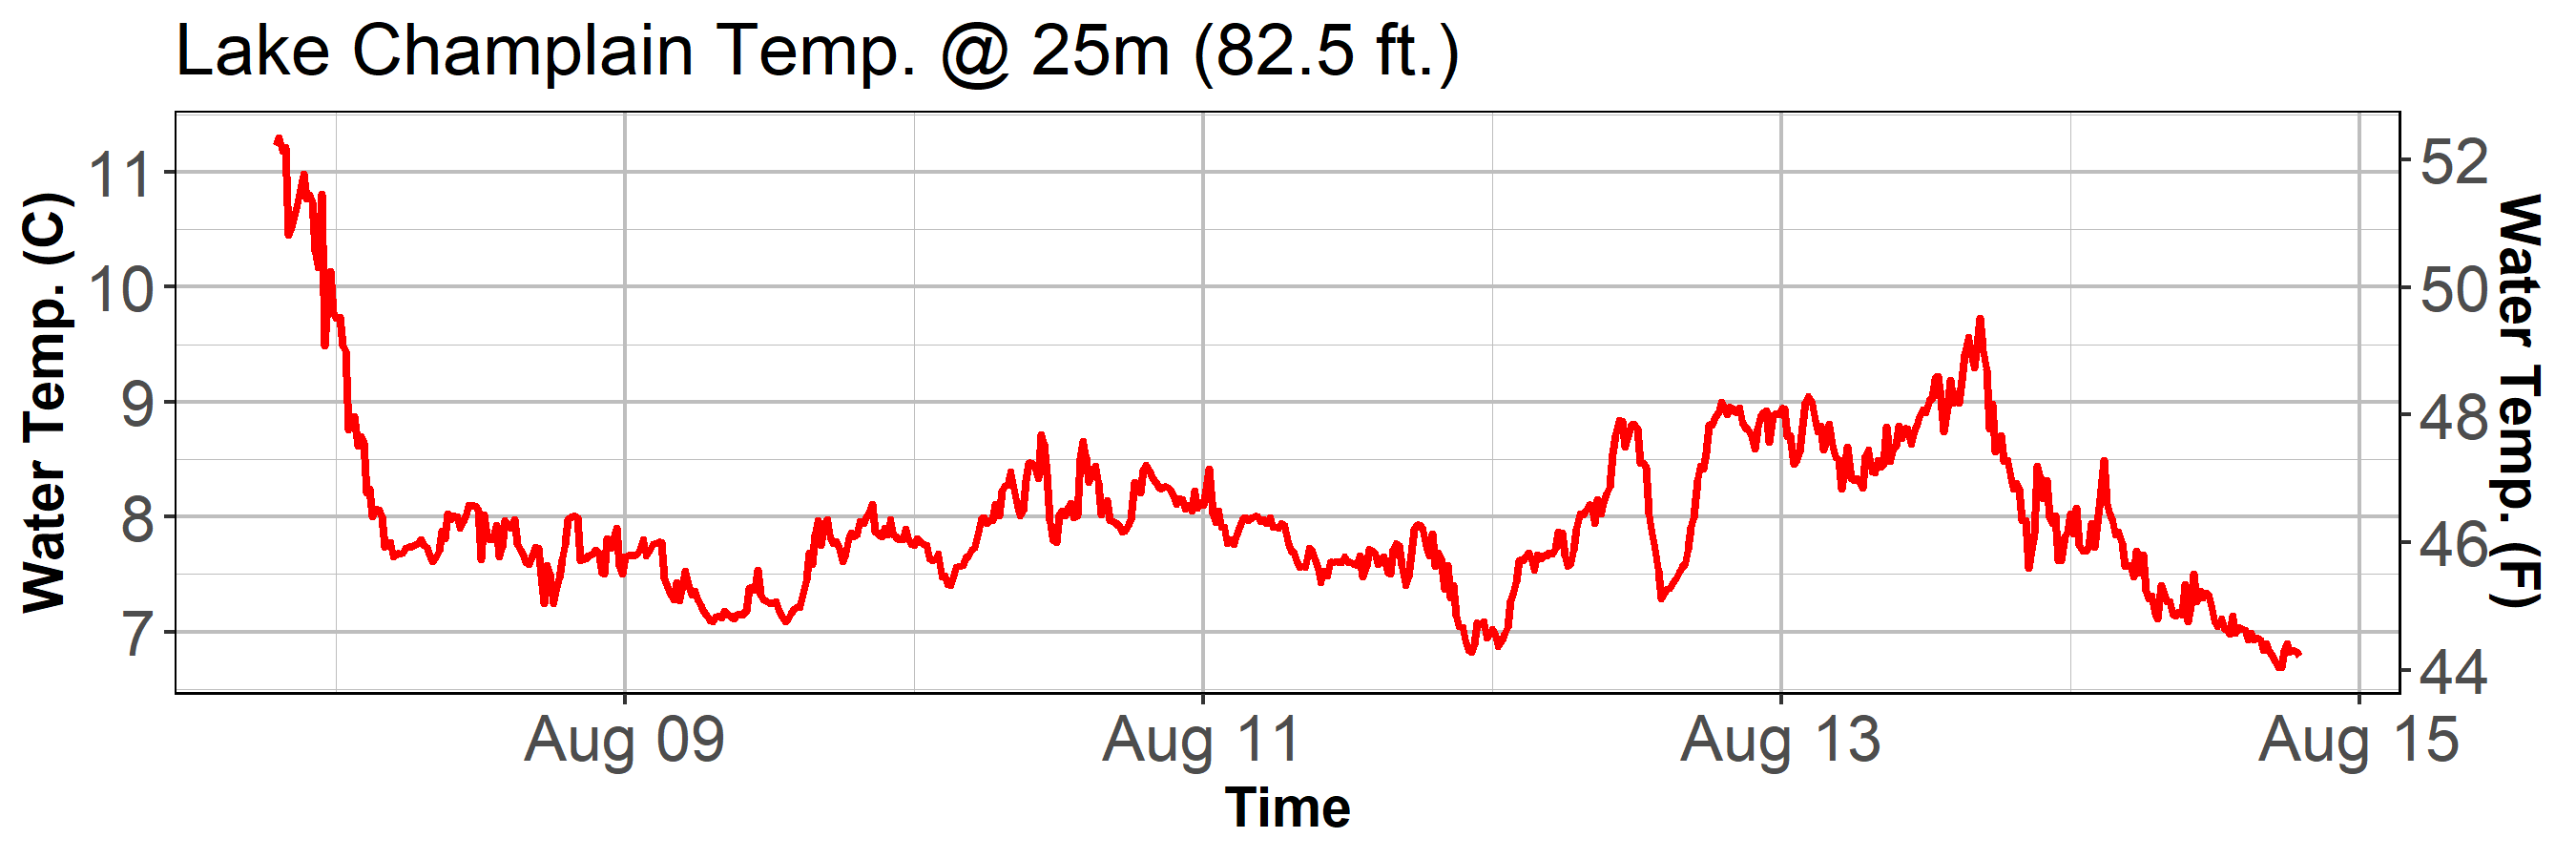 Lake Champlain Temp. @ 25m (82.5 ft.)
Water Temp. (C)
11
10
9
8
7
52
50
48
46
44
Water Temp. (F)
Aug 09
Aug 11
Aug 13
Aug 15
Time